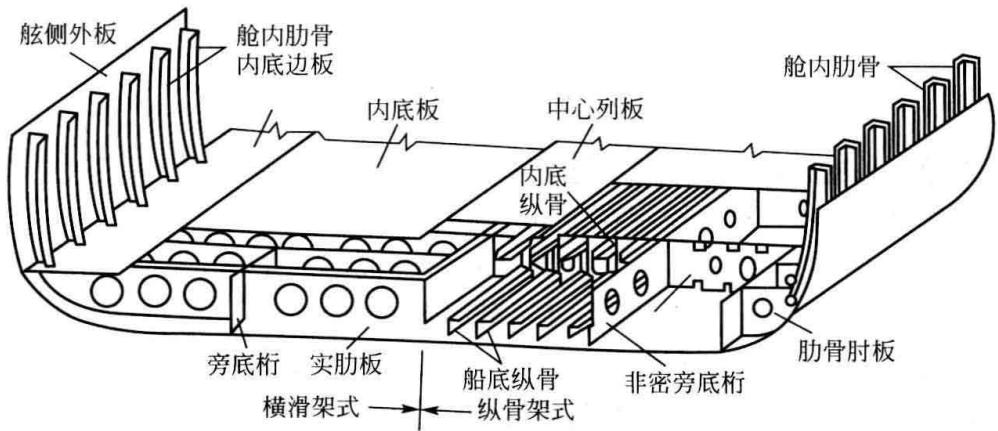 舷侧外板
舱内肋骨
内底边板
内底板
中心列板
舱内肋骨
内底
纵骨
旁底桁
实肋板
船底纵骨
非密旁底桁
肋骨肘板
横滑架式
纵骨架式